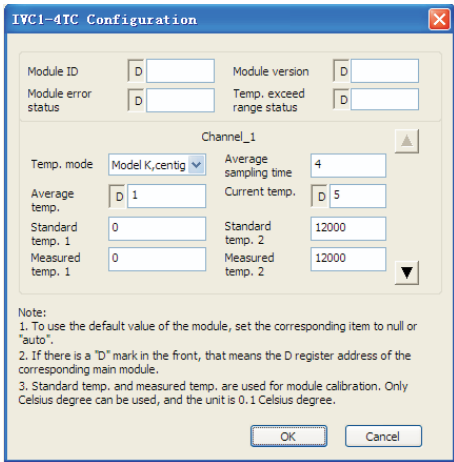 IVC1-4TC Configuration
Module ID D Module version D
Module error status D Temp. exceed range status D
Channel_1
Temp. mode Model K,centig Average sampling time 4
Average temp. D 1 Current temp. D 5
Standard temp. 1 0 Standard temp. 2 12000
Measured temp. 1 0 Measured temp. 2 12000
Note:
1. To use the default value of the module, set the corresponding item to null or
"auto".
2. If there is a "D" mark in the front, that means the D register address of the
corresponding main module.
3. Standard temp. and measured temp. are used for module calibration. Only
Celsius degree can be used, and the unit is 0.1 Celsius degree.
OK Cancel